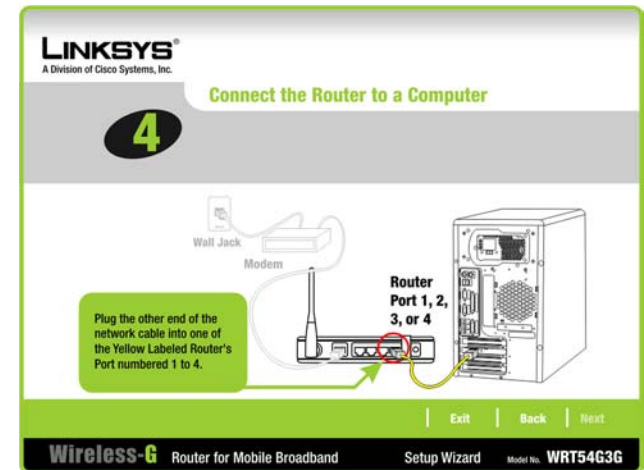 LINKSYS®
A Division of Cisco Systems, Inc.
Connect the Router to a Computer
4
Wall Jack
Modem
Router
Port 1, 2,
3, or 4
Plug the other end of the
network cable into one of
the Yellow Labeled Router's
Port numbered 1 to 4.
Exit
Back
Next
Wireless-G Router for Mobile Broadband Setup Wizard Model No. WRT54G3G